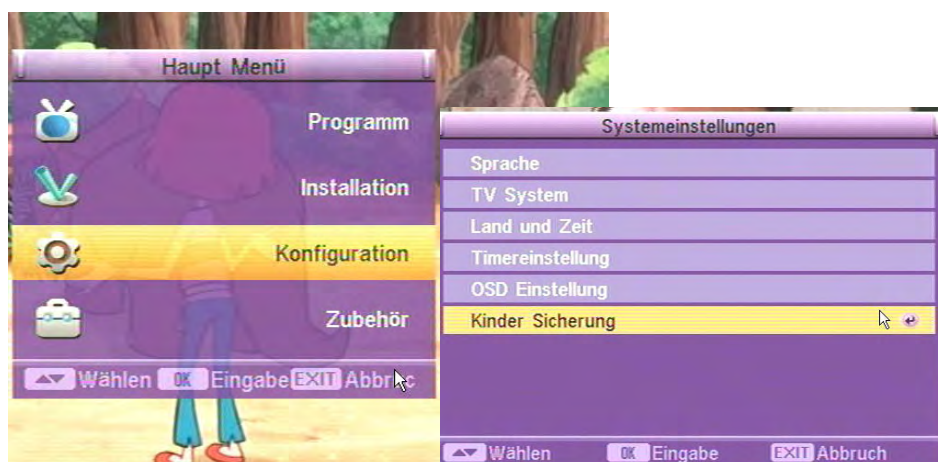 Haupt Menü
Programm
Installation
Konfiguration
Zubehör
Wählen OK Eingabe EXIT
Systemeinstellungen
Sprache
TV System
Land und Zeit
Timereinstellung
OSD Einstellung
Kinder Sicherung
Wählen OK Eingabe EXIT Abbruch